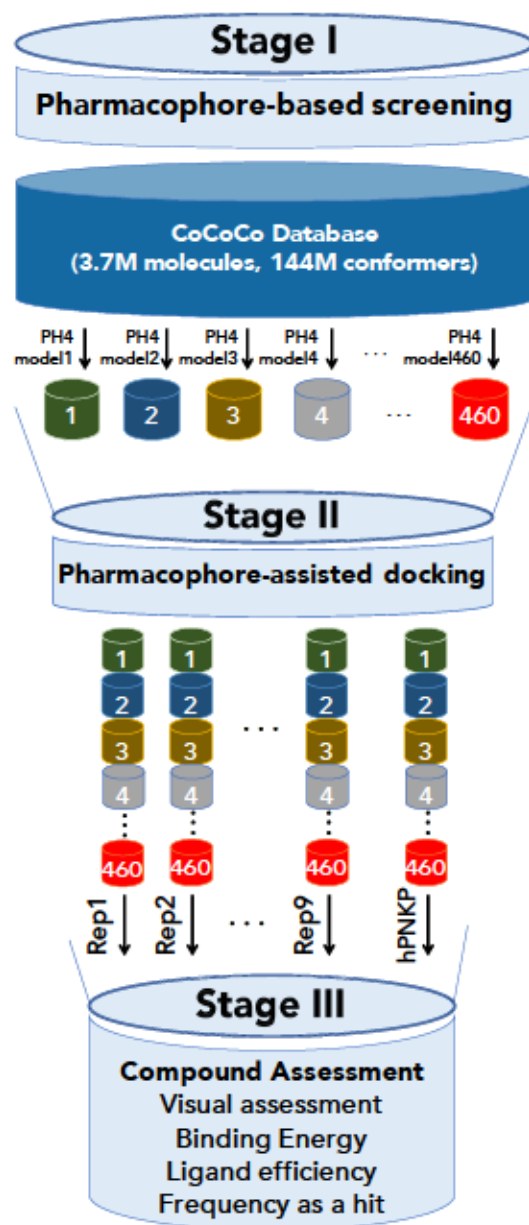 Stage I
Pharmacophore-based screening
CoCoCo Database
(3.7M molecules, 144M conformers)
PH4 PH4 PH4 PH4 PH4
model1 model2 model3 model4 ... model460
1 2 3 4 ... 460
Stage II
Pharmacophore-assisted docking
1 1 1 1
2 2 2 2
3 3 ... 3 3
4 4 4 4
460 460 460 460
Rep1 Rep2 ... Rep9 hPNKP
Stage III
Compound Assessment
Visual assessment
Binding Energy
Ligand efficiency
Frequency as a hit